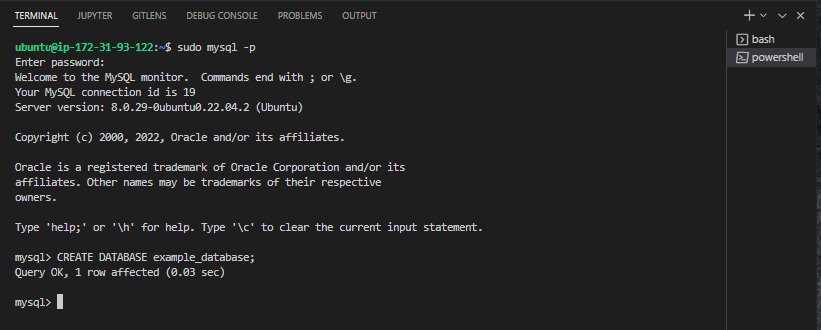 TERMINAL JUPYTER GITLENS DEBUG CONSOLE PROBLEMS OUTPUT
bash
powershell
ubuntu@ip-172-31-93-122:~$ sudo mysql -p
Enter password:
Welcome to the MySQL monitor.  Commands end with ; or \g.
Your MySQL connection id is 19
Server version: 8.0.29-0ubuntu0.22.04.2 (Ubuntu)
Copyright (c) 2000, 2022, Oracle and/or its affiliates.
Oracle is a registered trademark of Oracle Corporation and/or its
affiliates. Other names may be trademarks of their respective
owners.
Type 'help;' or '\h' for help. Type '\c' to clear the current input statement.
mysql> CREATE DATABASE example_database;
Query OK, 1 row affected (0.03 sec)
mysql>